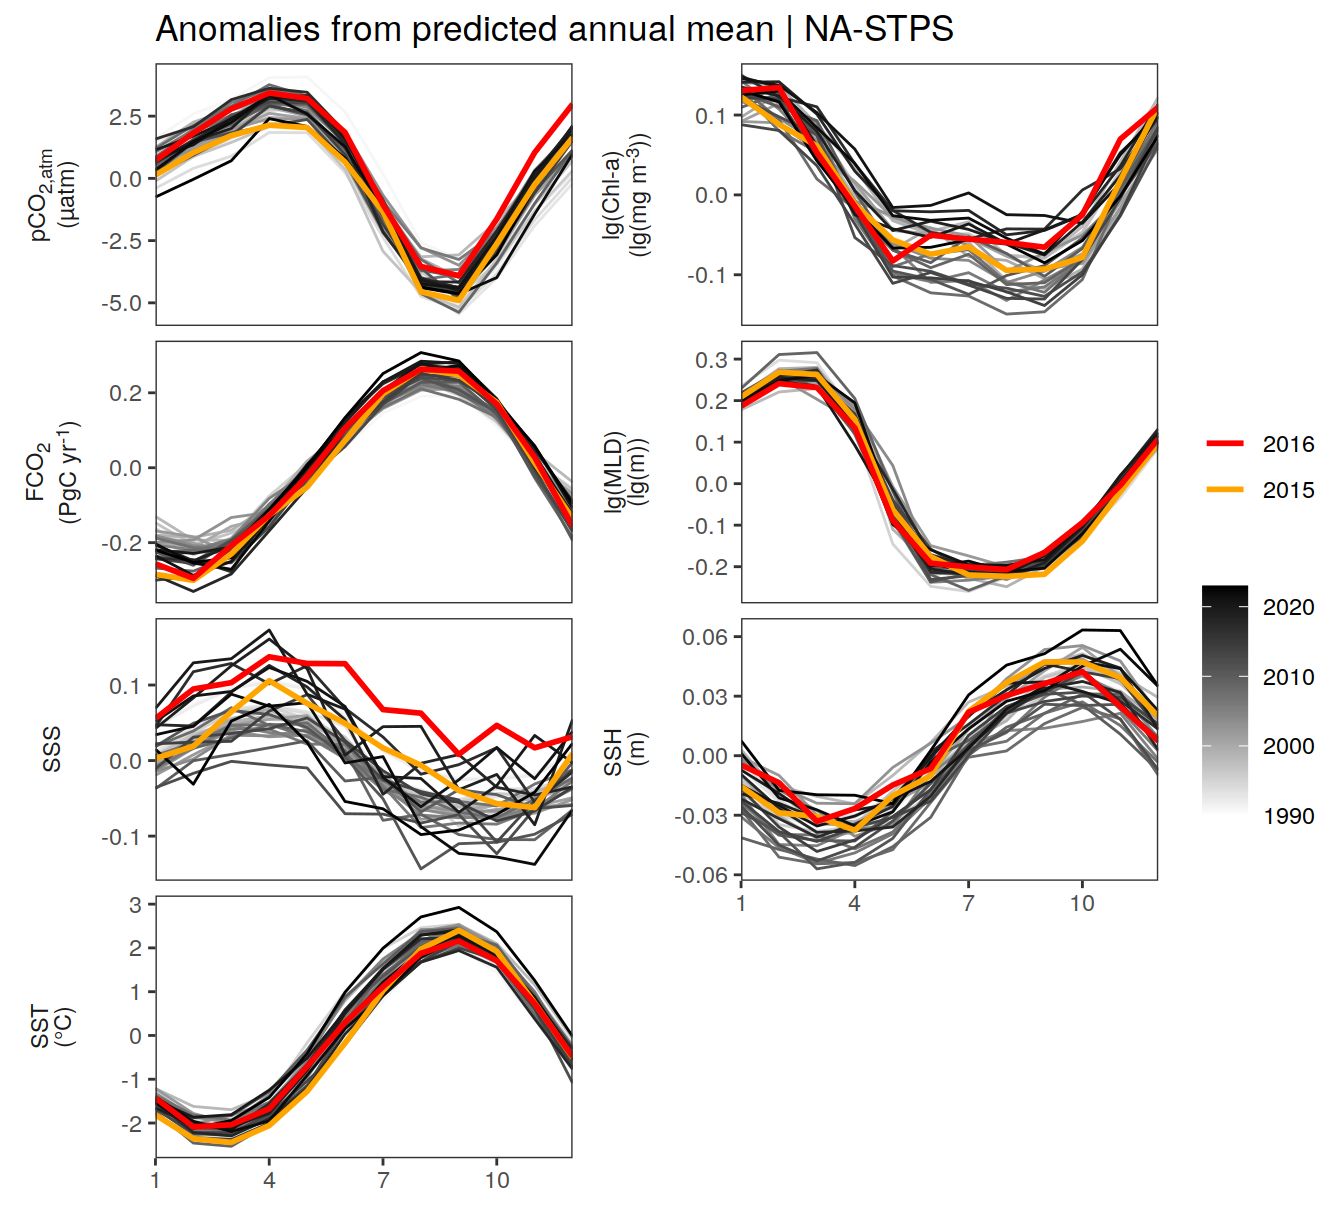 Anomalies from predicted annual mean | NA-STPS
pCO2,atm
(µatm)
2.5
0.0
-2.5
-5.0
lg(Chl-a)
(lg(mg m-3))
0.1
0.0
-0.1
FCO2
(PgC yr-1)
0.2
0.0
-0.2
lg(MLD)
(lg(m))
0.3
0.2
0.1
0.0
-0.1
-0.2
SSS
0.1
0.0
-0.1
SSH
(m)
0.06
0.03
0.00
-0.03
-0.06
1 4 7 10
SST
(°C)
3
2
1
0
-1
-2
1 4 7 10
2016
2015
2020
2010
2000
1990